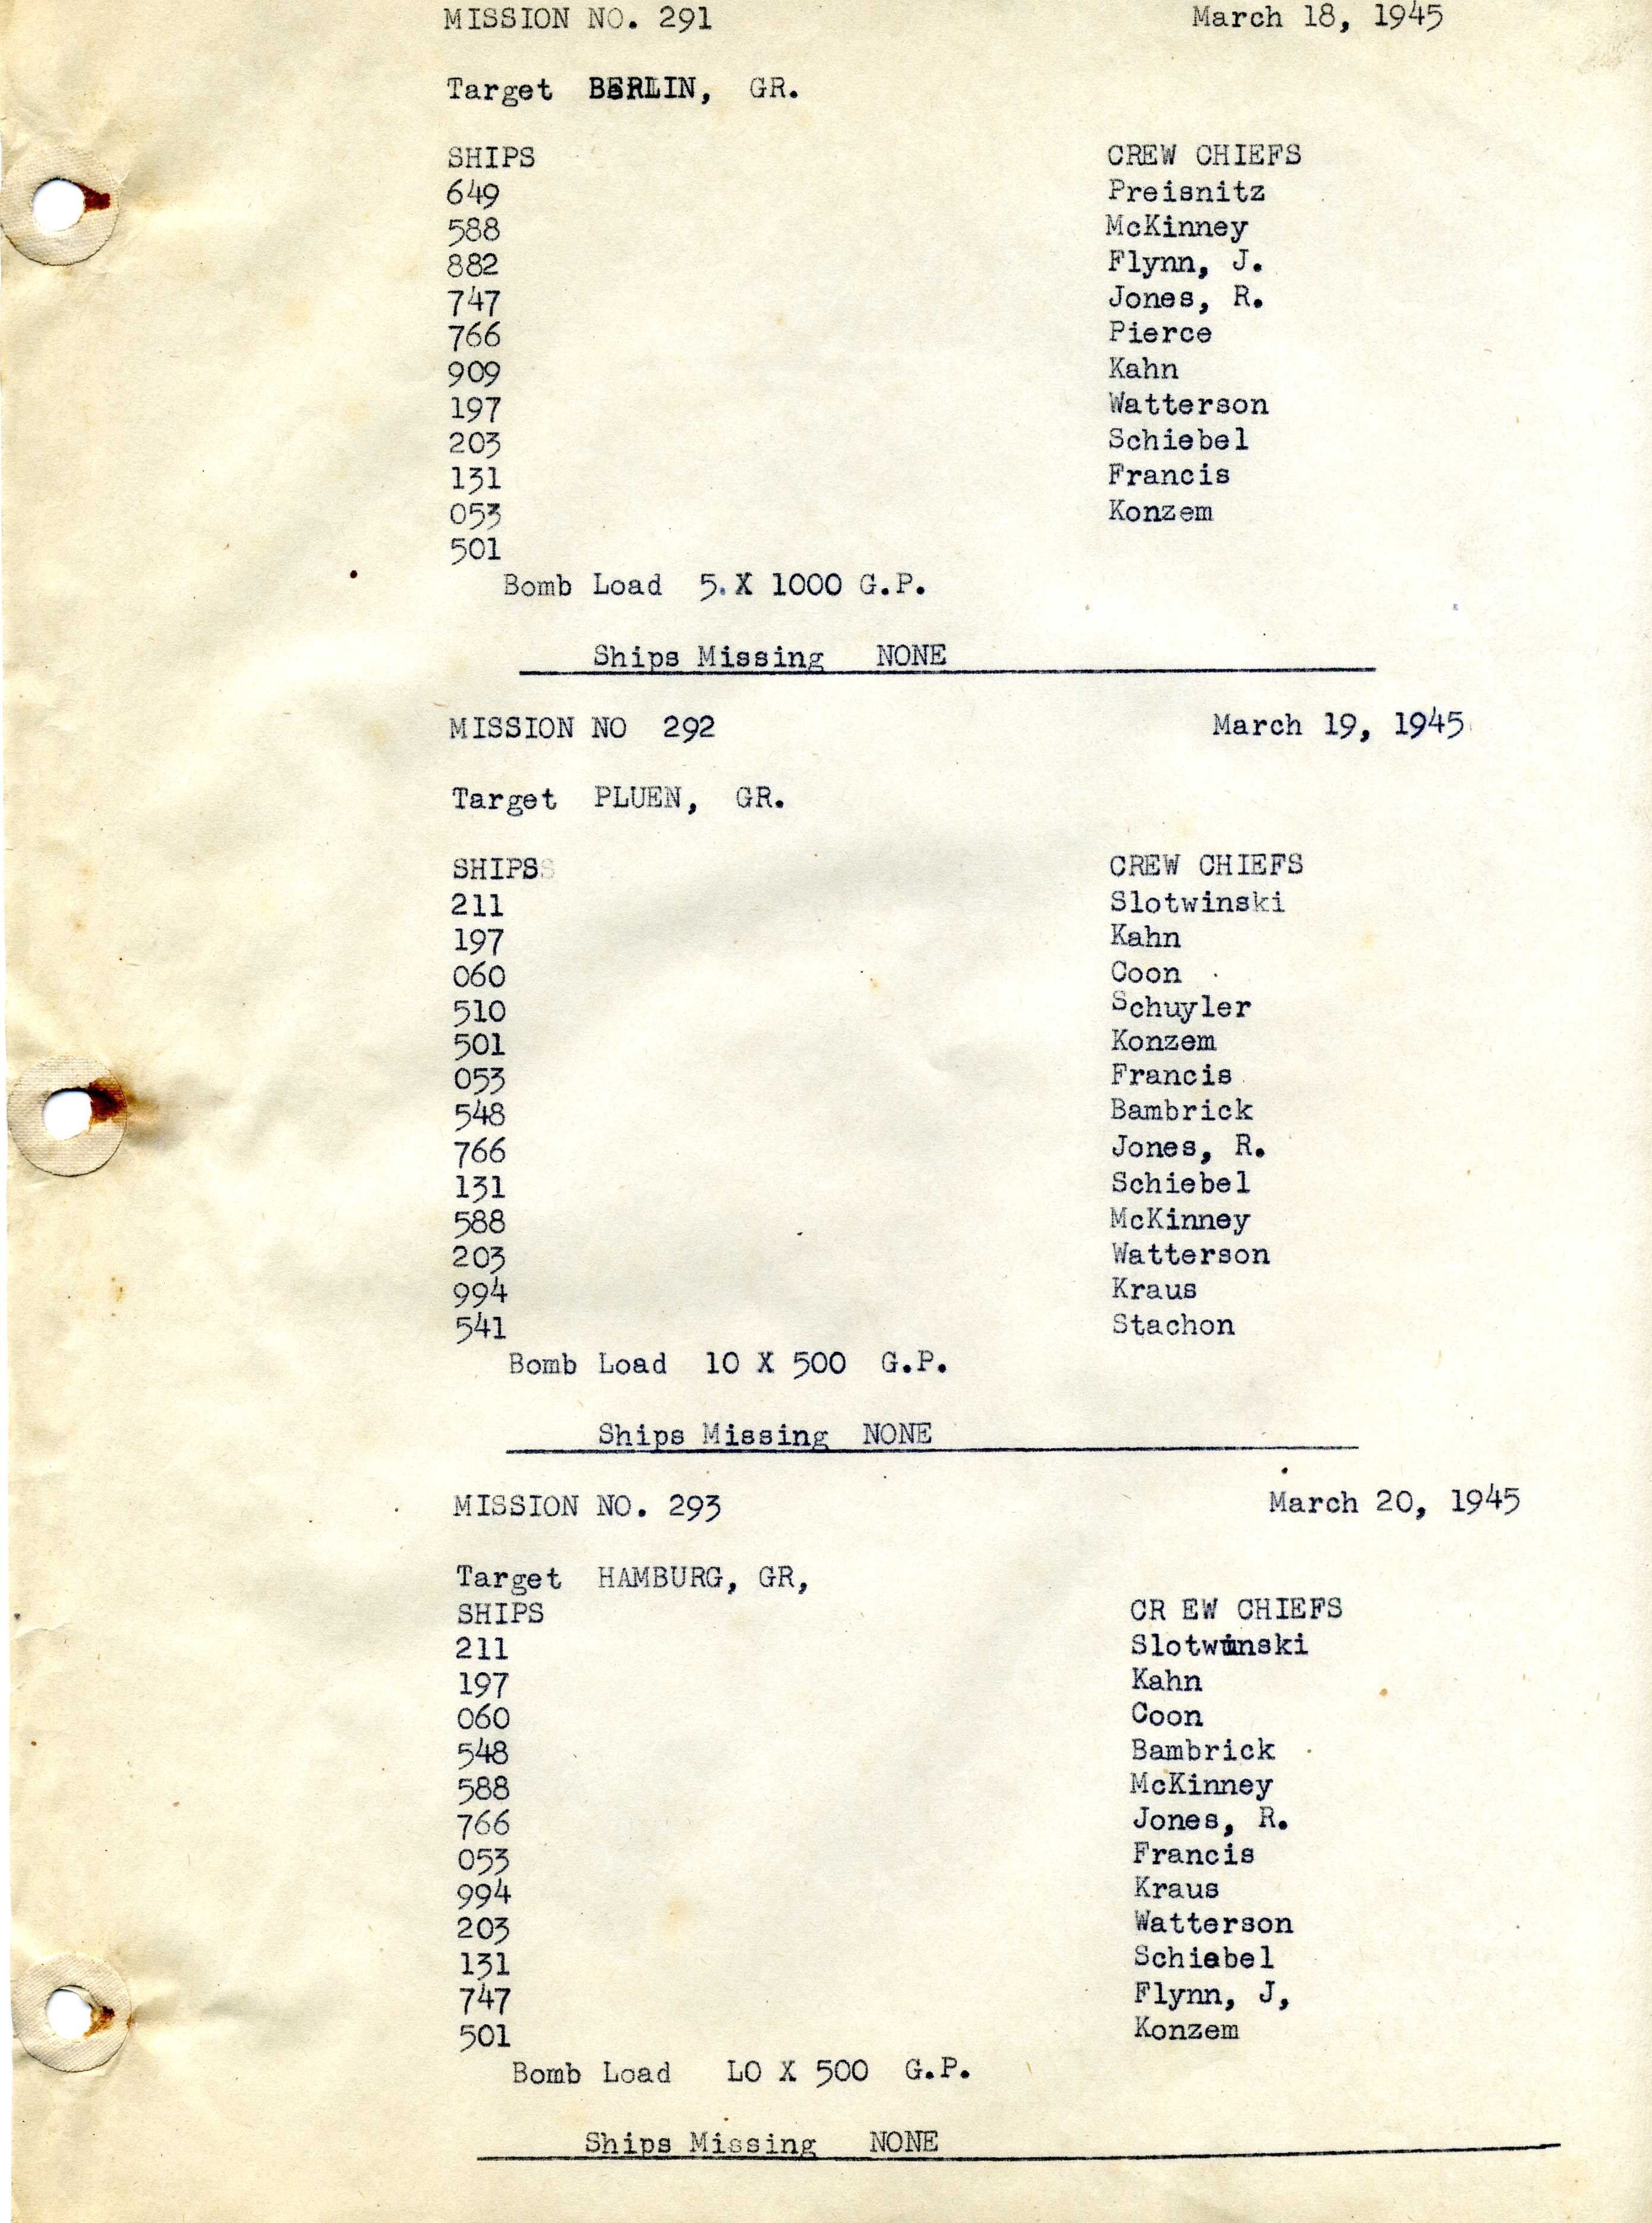 MISSION NO. 291 March 18, 1945
Target BERLIN, GR.
SHIPS CREW CHIEFS
649 Preisnitz
588 McKinney
882 Flynn, J.
747 Jones, R.
766 Pierce
909 Kahn
197 Watterson
203 Schiebel
131 Francis
053 Konzem
501
Bomb Load 5.X 1000 G.P.
Ships Missing NONE
MISSION NO 292 March 19, 1945
Target PLUEN, GR.
SHIPSS CREW CHIEFS
211 Slotwinski
197 Kahn
060 Coon
510 Schuyler
501 Konzem
053 Francis
548 Bambrick
766 Jones, R.
131 Schiebel
588 McKinney
203 Watterson
994 Kraus
541 Stachon
Bomb Load 10 X 500 G.P.
Ships Missing NONE
MISSION NO. 293 March 20, 1945
Target HAMBURG, GR,
SHIPS CR EW CHIEFS
211 Slotwinski
197 Kahn
060 Coon
548 Bambrick
588 McKinney
766 Jones, R.
053 Francis
994 Kraus
203 Watterson
131 Schiebel
747 Flynn, J,
501 Konzem
Bomb Load LO X 500 G.P.
Ships Missing NONE